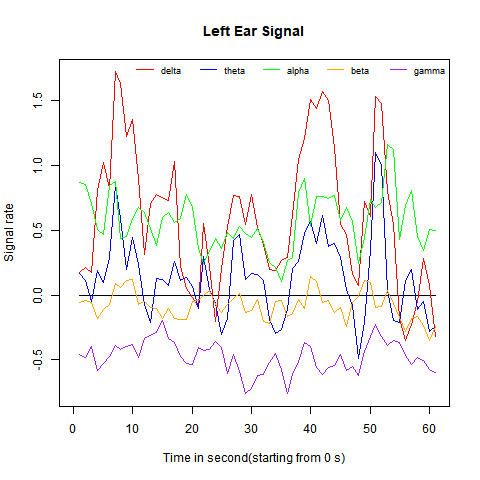 Left Ear Signal
delta theta alpha beta gamma
Signal rate
1.5
1.0
0.5
0.0
-0.5
0 10 20 30 40 50 60
Time in second(starting from 0 s)